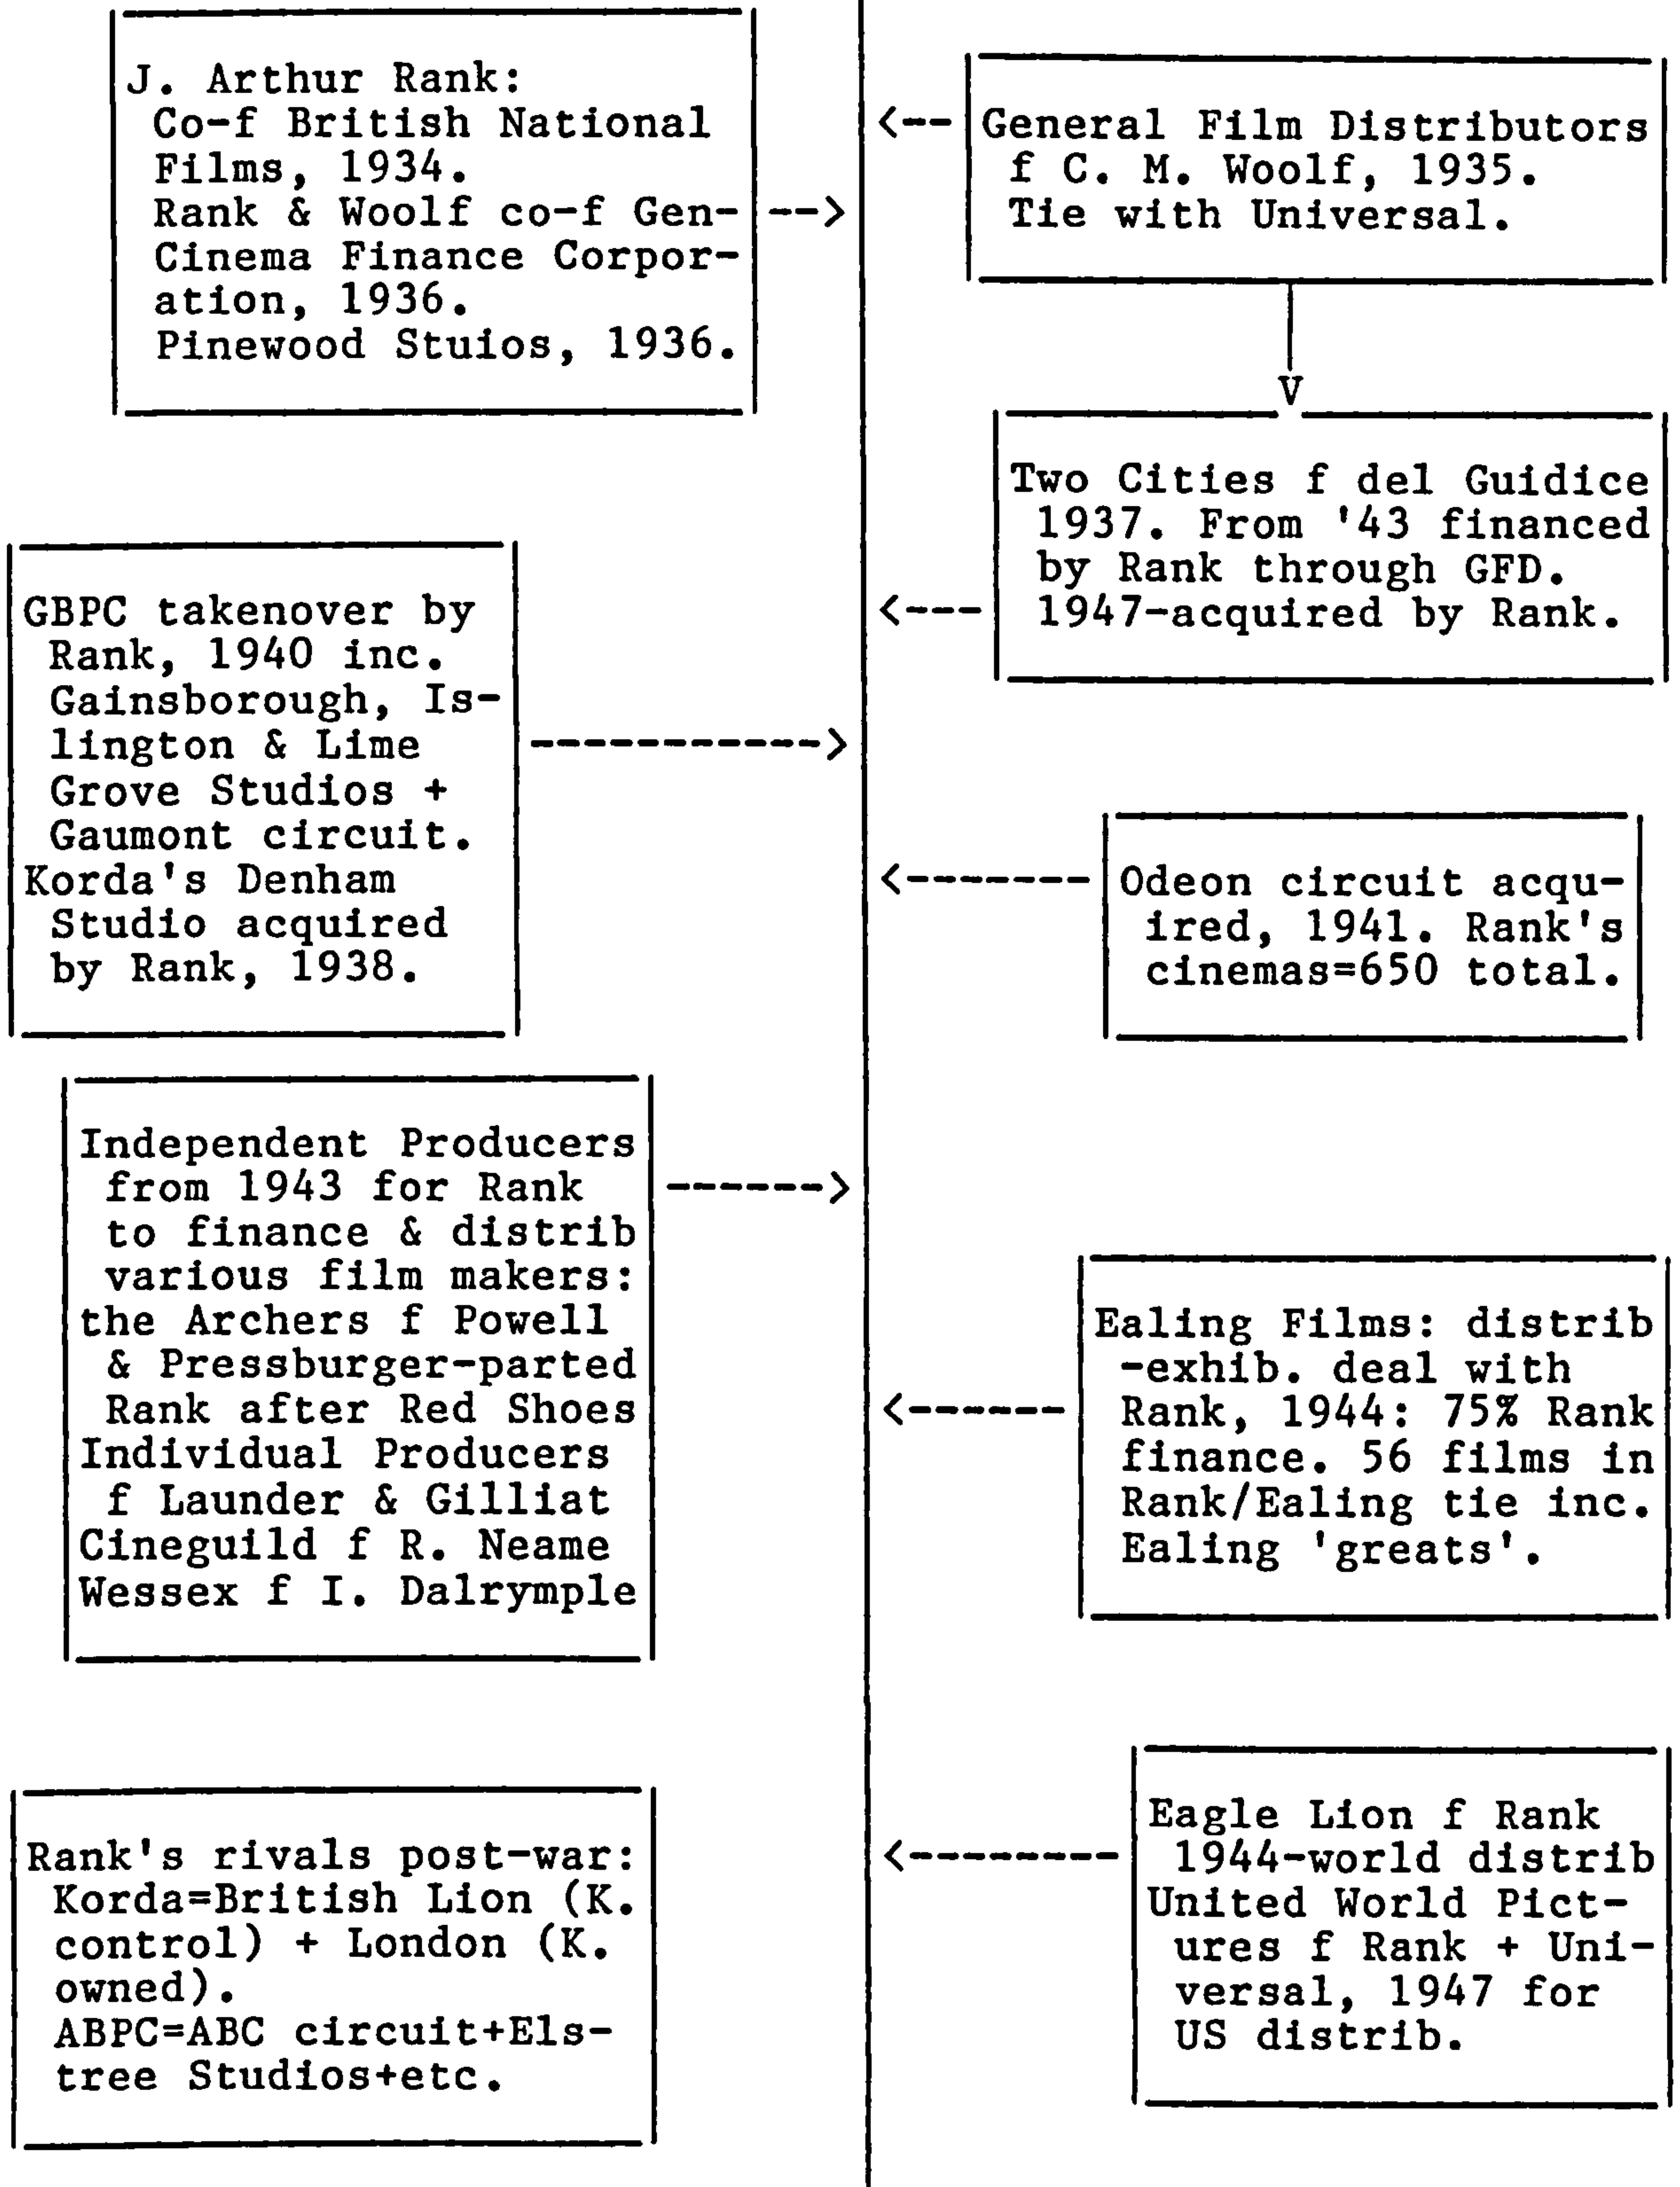 J. Arthur Rank:
Co-f British National
Films, 1934.
Rank & Woolf co-f Gen-
Cinema Finance Corpor-
ation, 1936.
Pinewood Stuios, 1936.
General Film Distributors
f C. M. Woolf, 1935.
Tie with Universal.
Two Cities f del Guidice
1937. From '43 financed
by Rank through GFD.
1947-acquired by Rank.
GBPC takenover by
Rank, 1940 inc.
Gainsborough, Is-
lington & Lime
Grove Studios +
Gaumont circuit.
Korda's Denham
Studio acquired
by Rank, 1938.
Odeon circuit acqu-
ired, 1941. Rank's
cinemas=650 total.
Independent Producers
from 1943 for Rank
to finance & distrib
various film makers:
the Archers f Powell
& Pressburger-parted
Rank after Red Shoes
Individual Producers
f Launder & Gilliat
Cineguild f R. Neame
Wessex f I. Dalrymple
Ealing Films: distrib
-exhib. deal with
Rank, 1944: 75% Rank
finance. 56 films in
Rank/Ealing tie inc.
Ealing 'greats'.
Rank's rivals post-war:
Korda=British Lion (K.
control) + London (K.
owned).
ABPC=ABC circuit+Els-
tree Studios+etc.
Eagle Lion f Rank
1944-world distrib
United World Pict-
ures f Rank + Uni-
versal, 1947 for
US distrib.